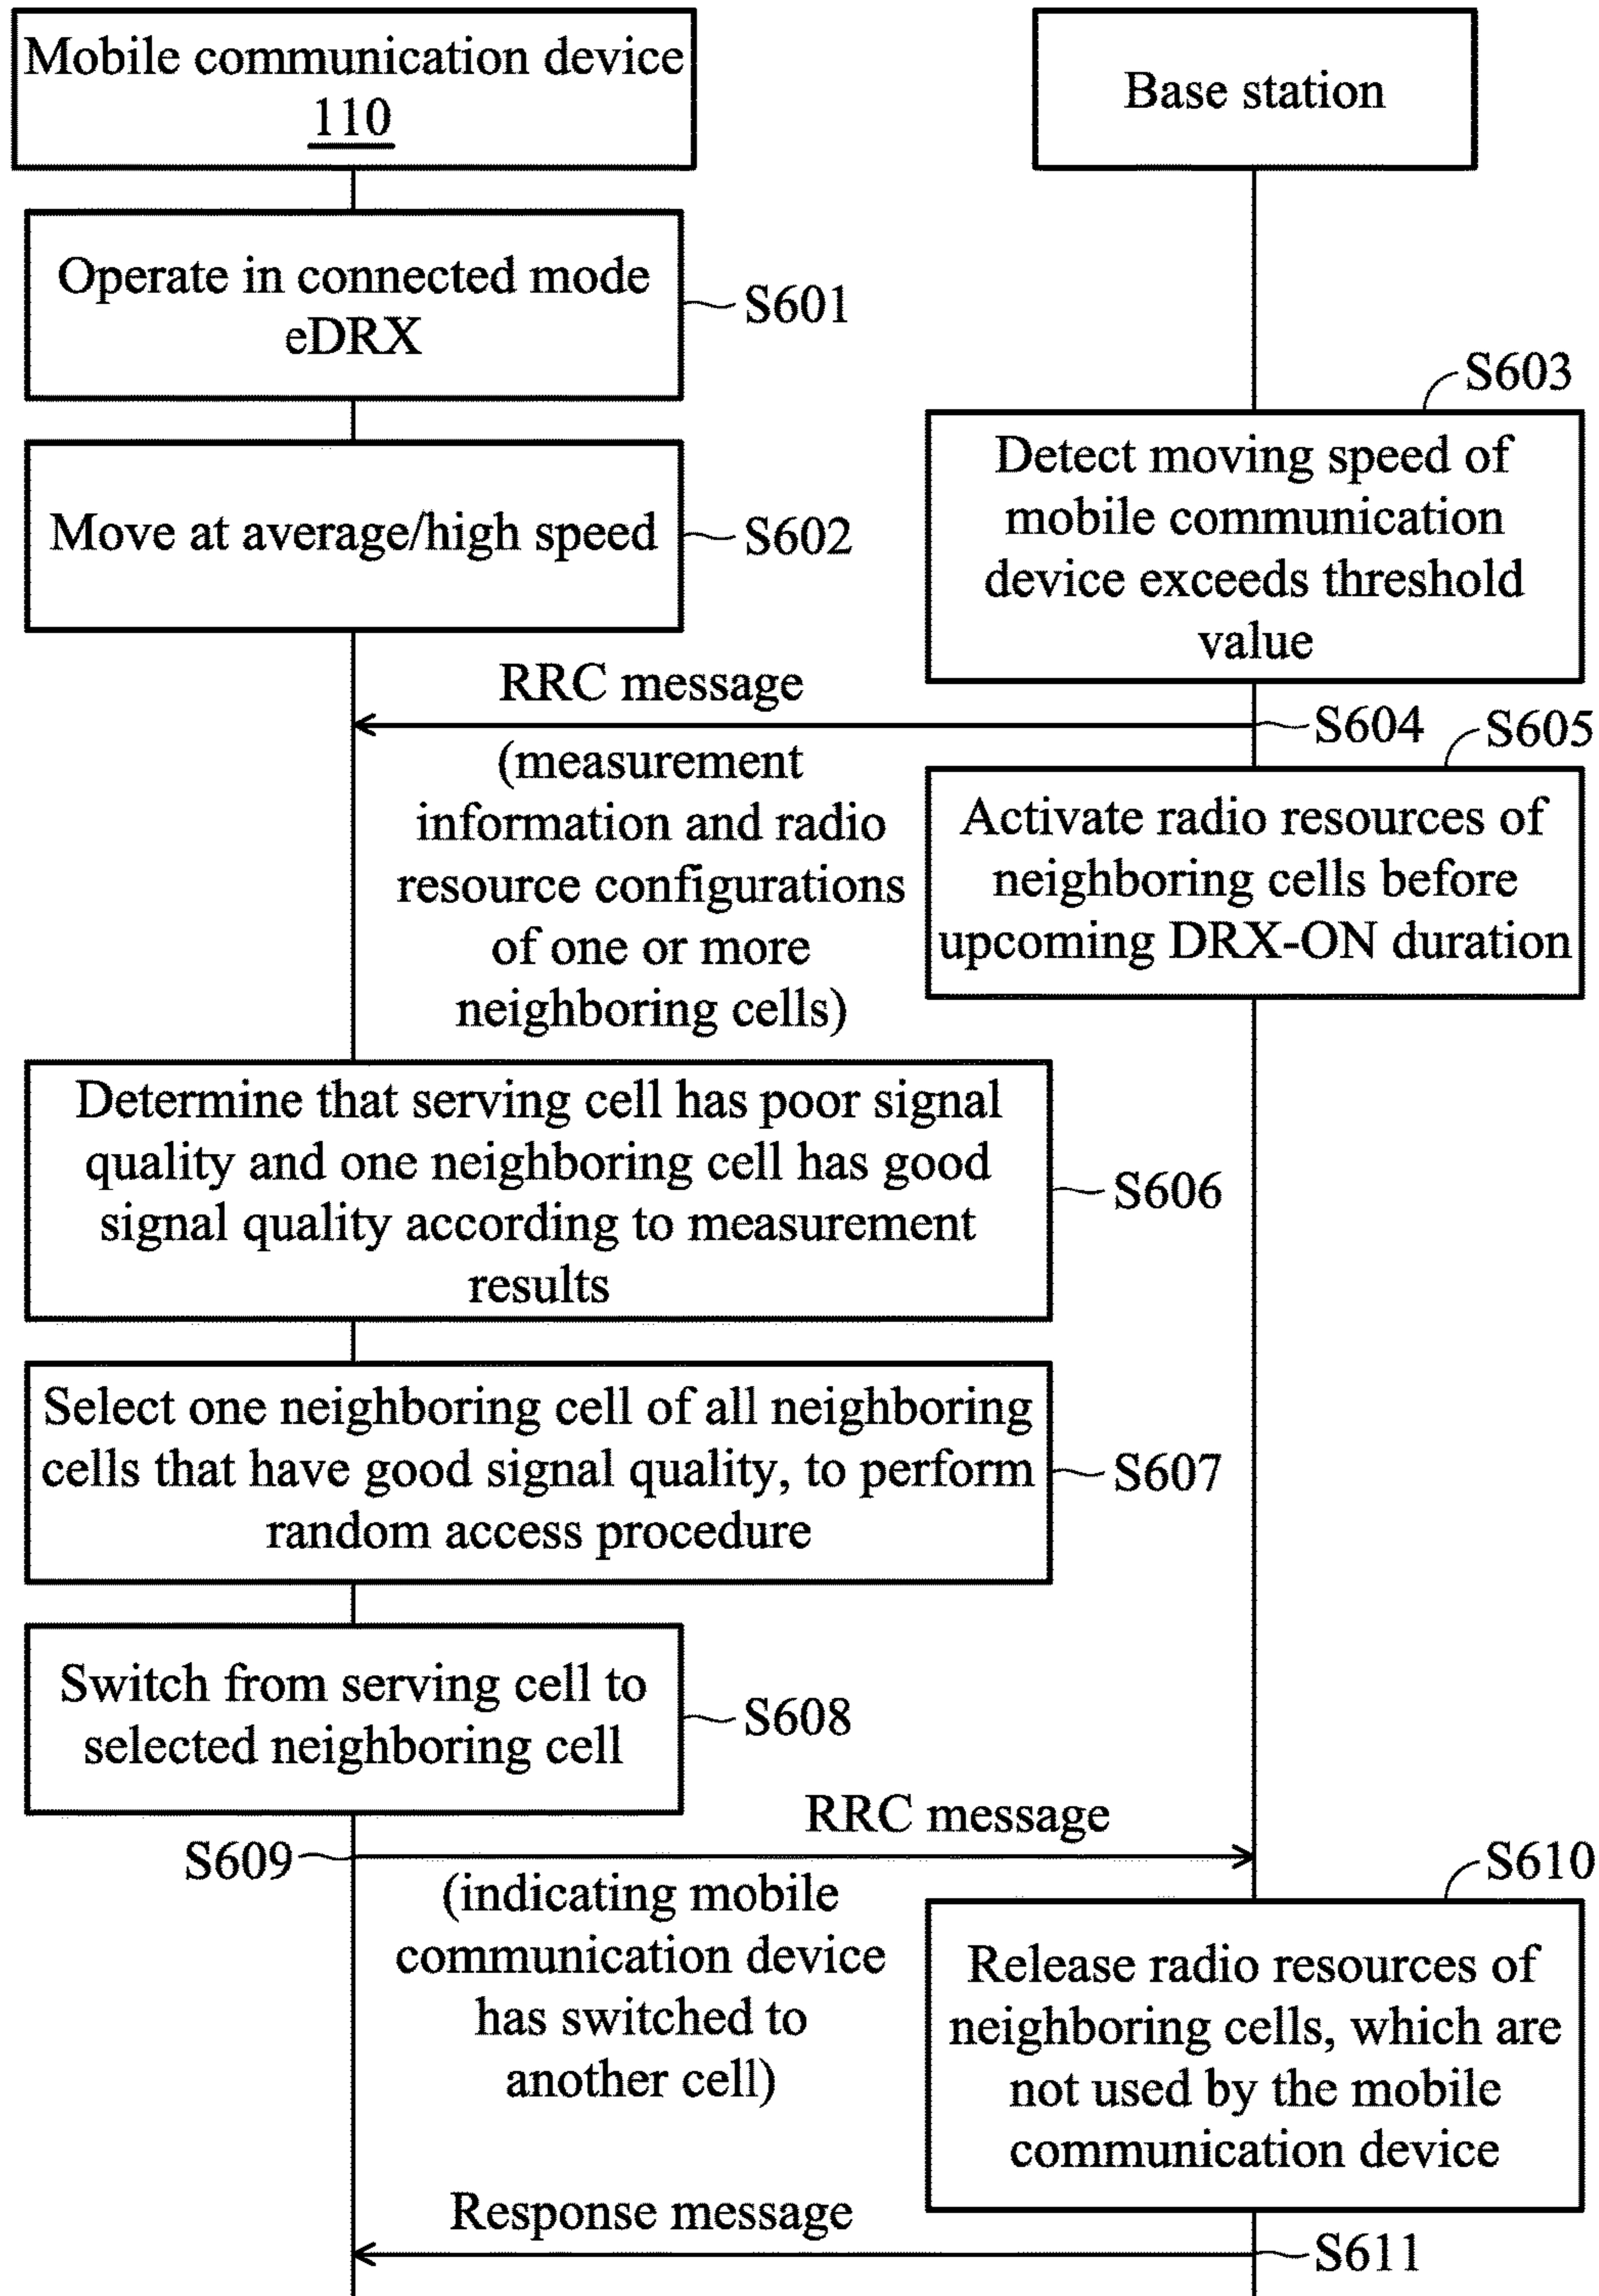 Mobile communication device
110
Base station
Operate in connected mode
eDRX
S601
S603
Move at average/high speed
S602
Detect moving speed of
mobile communication
device exceeds threshold
value
RRC message
S604
S605
(measurement
information and radio
resource configurations
of one or more
neighboring cells)
Activate radio resources of
neighboring cells before
upcoming DRX-ON duration
Determine that serving cell has poor signal
quality and one neighboring cell has good
signal quality according to measurement
results
S606
Select one neighboring cell of all neighboring
cells that have good signal quality, to perform
random access procedure
S607
Switch from serving cell to
selected neighboring cell
S608
RRC message
S609
S610
(indicating mobile
communication device
has switched to
another cell)
Release radio resources of
neighboring cells, which are
not used by the mobile
communication device
Response message
S611